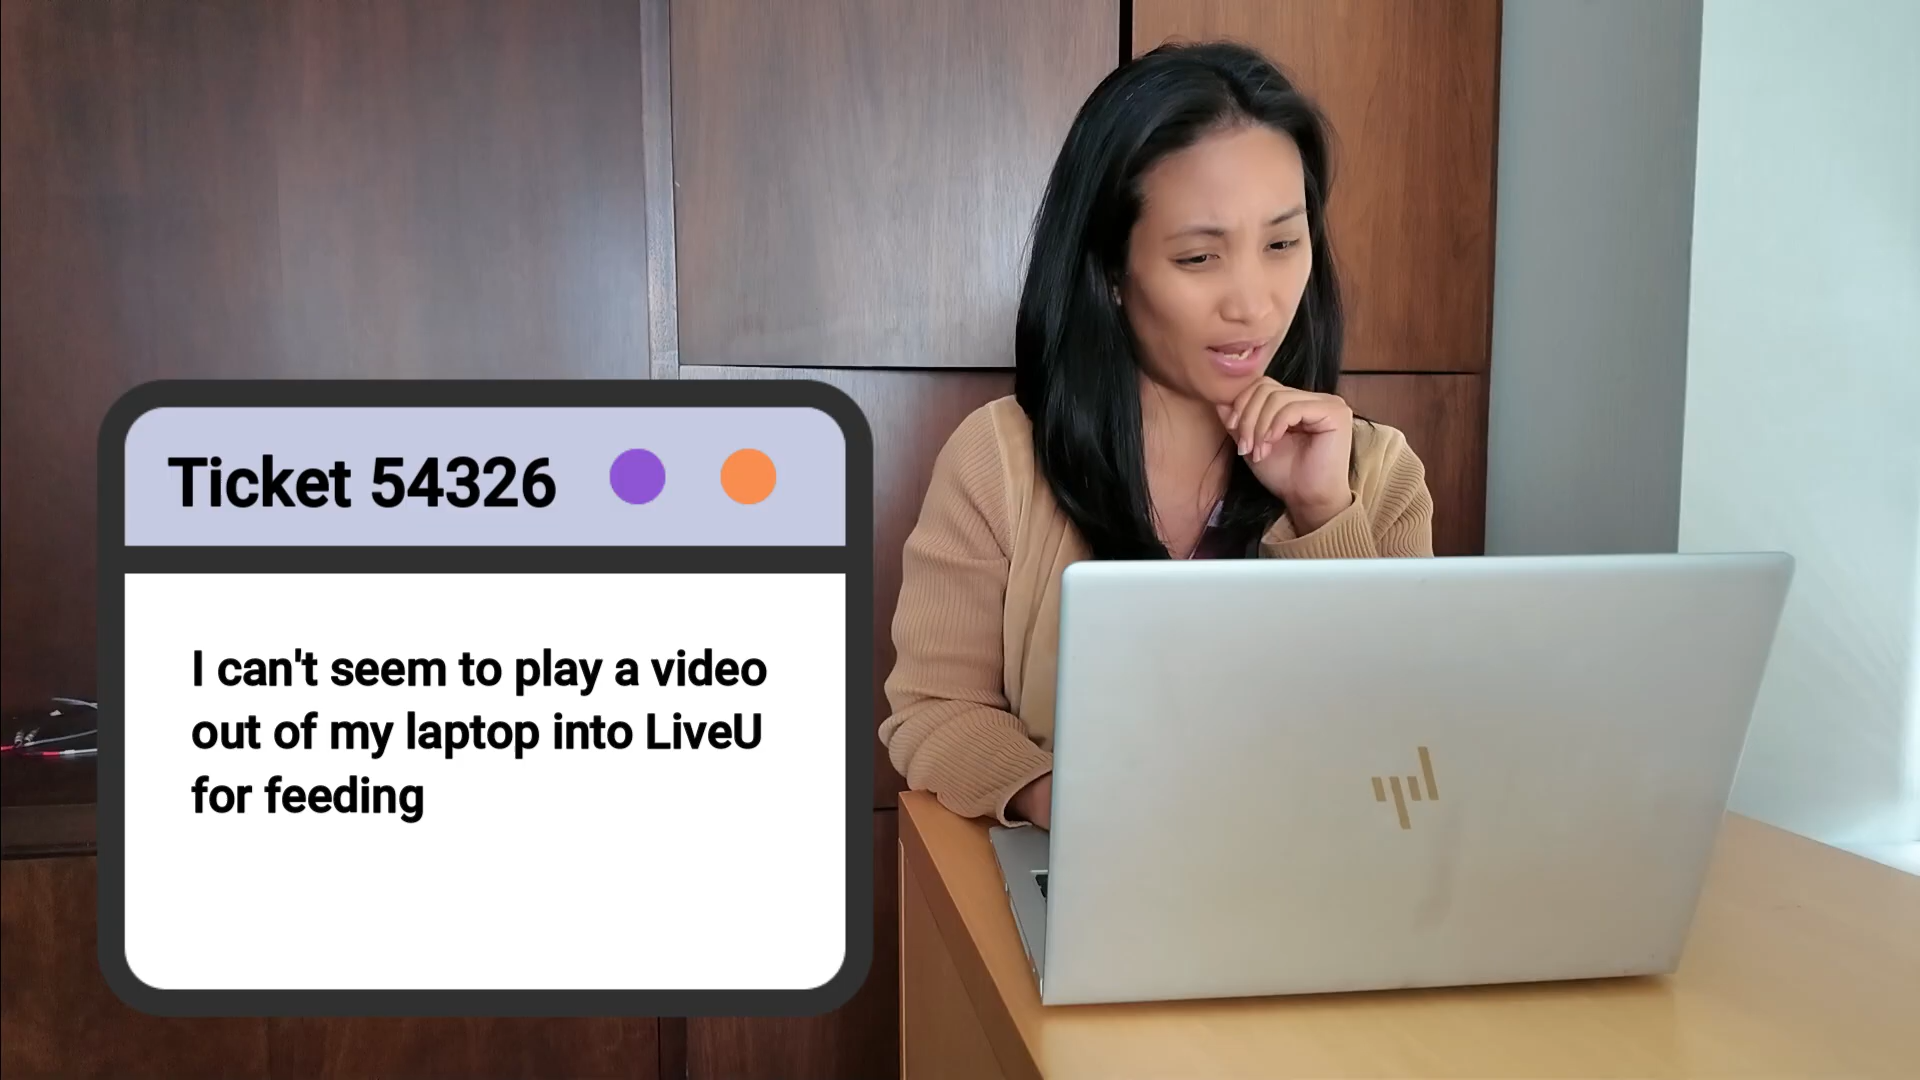 Ticket 54326
I can't seem to play a video
out of my laptop into LiveU
for feeding